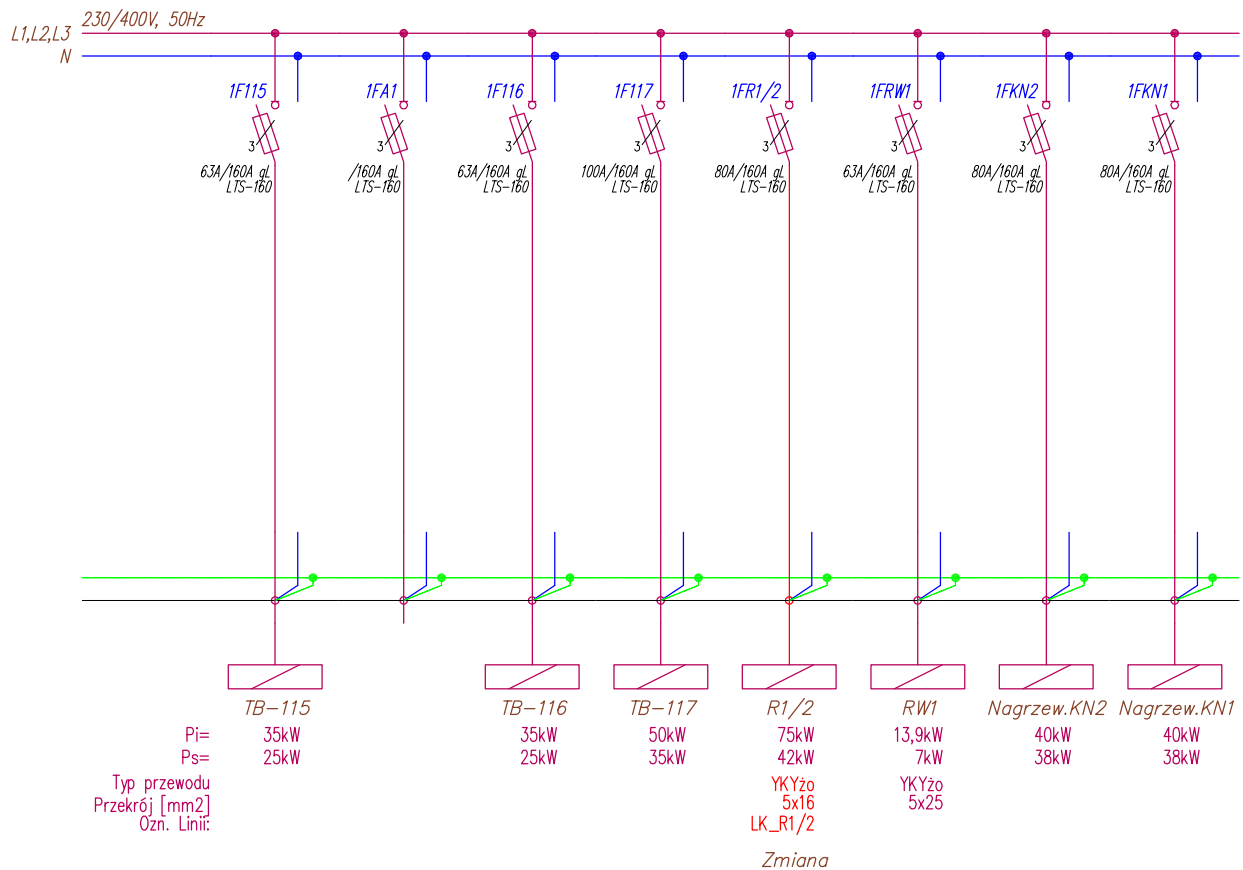 230/400V, 50Hz
L1,L2,L3
N
1F115 1FA1 1F116 1F117 1FR1/2 1FRW1 1FKN2 1FKN1
3 3 3 3 3 3 3 3
63A/160A gL /160A gL 63A/160A gL 100A/160A gL 80A/160A gL 63A/160A gL 80A/160A gL 80A/160A gL
LTS-160 LTS-160 LTS-160 LTS-160 LTS-160 LTS-160 LTS-160 LTS-160
TB-115 TB-116 TB-117 R1/2 RW1 Nagrzew.KN2 Nagrzew.KN1
Pi= 35kW 35kW 50kW 75kW 13,9kW 40kW 40kW
Ps= 25kW 25kW 35kW 42kW 7kW 38kW 38kW
Typ przewodu YKYżo YKYżo
Przekrój [mm2] 5x16 5x25
Ozn. Linii: LK_R1/2
Zmiana